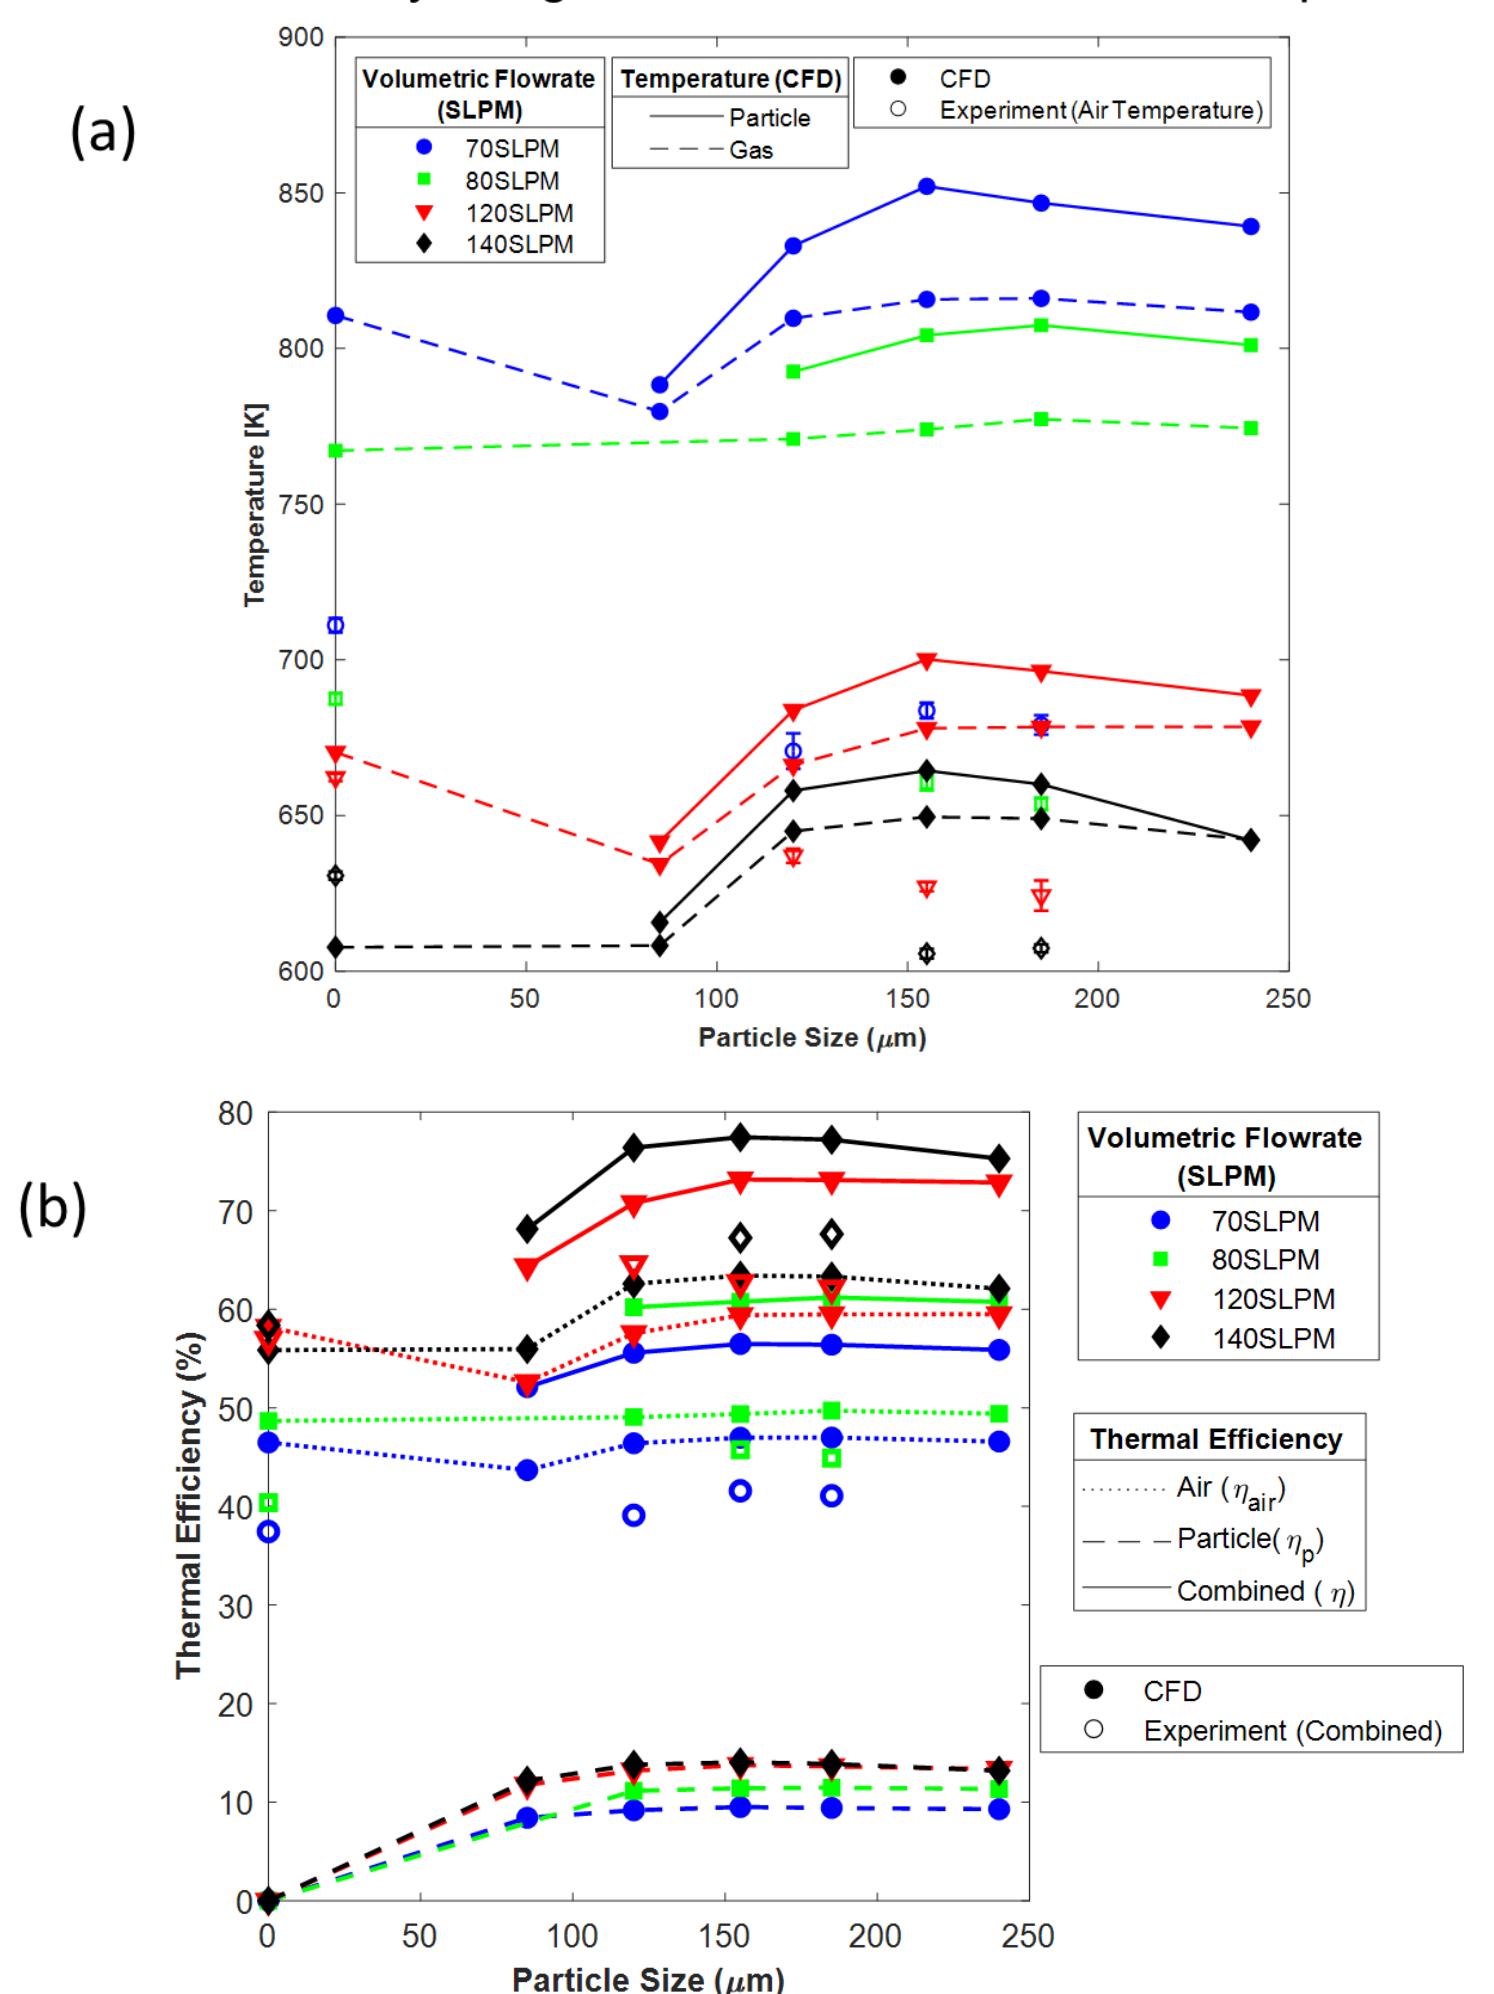 (a)
900
850
800
750
700
650
600
Temperature [K]
Volumetric Flowrate
(SLPM)
70SLPM
80SLPM
120SLPM
140SLPM
Temperature (CFD)
Particle
Gas
CFD
Experiment (Air Temperature)
0 50 100 150 200 250
Particle Size (μm)
(b)
80
70
60
50
40
30
20
10
0
Thermal Efficiency (%)
0 50 100 150 200 250
Particle Size (μm)
Volumetric Flowrate
(SLPM)
70SLPM
80SLPM
120SLPM
140SLPM
Thermal Efficiency
Air (ηair)
Particle( ηp)
Combined ( η)
CFD
Experiment (Combined)